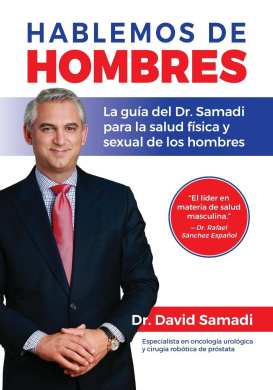 HABLEMOS DE
HOMBRES
La guía del Dr. Samadi
para la salud física y
sexual de los hombres
"El líder en
materia de salud
masculina."
—Dr. Rafael
Sánchez Español
Dr. David Samadi
Especialista en oncología urológica
y cirugía robótica de próstata